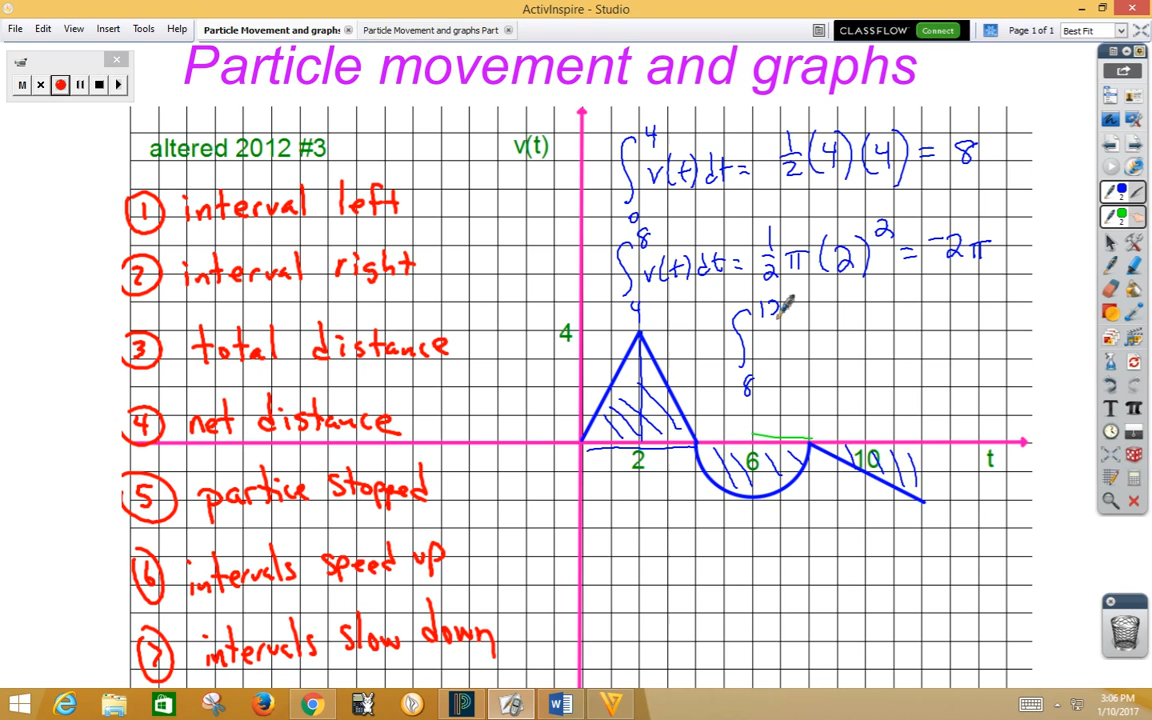 ActivInspire - Studio
File Edit View Insert Tools Help
Particle Movement and graphs
Particle Movement and graphs Part
CLASSFLOW Connect
Page 1 of 1
Best Fit
M
Particle movement and graphs
altered 2012 #3
v(t)
∫₀⁴ v(t)dt = ½(4)(4) = 8
① interval left
② interval right
∫₄⁸ v(t)dt = ½π(2)² = ⁻2π
∫₈¹²
③ total distance
4
④ net distance
2 6 10 t
⑤ partice stopped
⑥ intervals speed up
⑦ intervals slow down
2
2
3:06 PM
1/10/2017